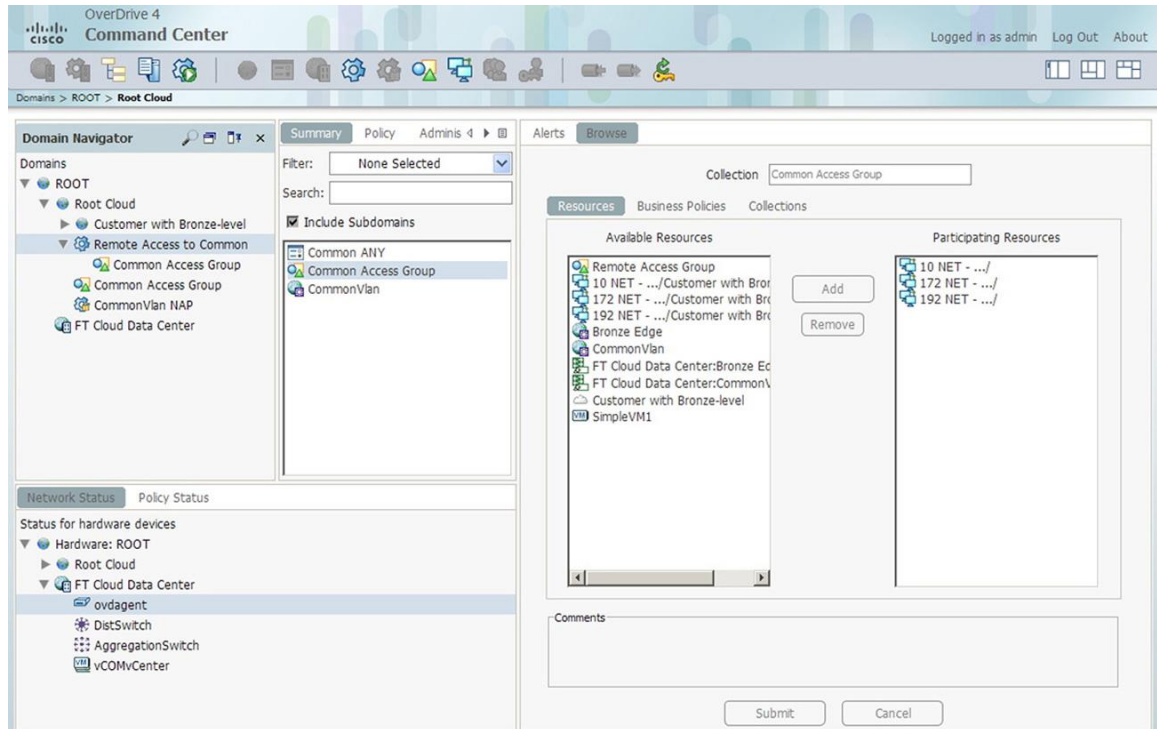 OverDrive 4
CISCO
Command Center
Logged in as admin Log Out About
Domains > ROOT > Root Cloud
Domain Navigator
Domains
ROOT
Root Cloud
Customer with Bronze-level
Remote Access to Common
Common Access Group
Common Access Group
CommonVlan NAP
FT Cloud Data Center
Summary Policy Adminis
Filter: None Selected
Search:
Include Subdomains
Common ANY
Common Access Group
CommonVlan
Alerts Browse
Collection Common Access Group
Resources Business Policies Collections
Available Resources
Remote Access Group
10 NET - .../Customer with Bror
172 NET - .../Customer with Bro
192 NET - .../Customer with Bro
Bronze Edge
CommonVlan
FT Cloud Data Center:Bronze Ed
FT Cloud Data Center:CommonV
Customer with Bronze-level
VM SimpleVM1
Add
Remove
Participating Resources
10 NET - .../
172 NET - .../
192 NET - .../
Network Status Policy Status
Status for hardware devices
Hardware: ROOT
Root Cloud
FT Cloud Data Center
ovdagent
DistSwitch
AggregationSwitch
VM vCOMvCenter
Comments
Submit Cancel